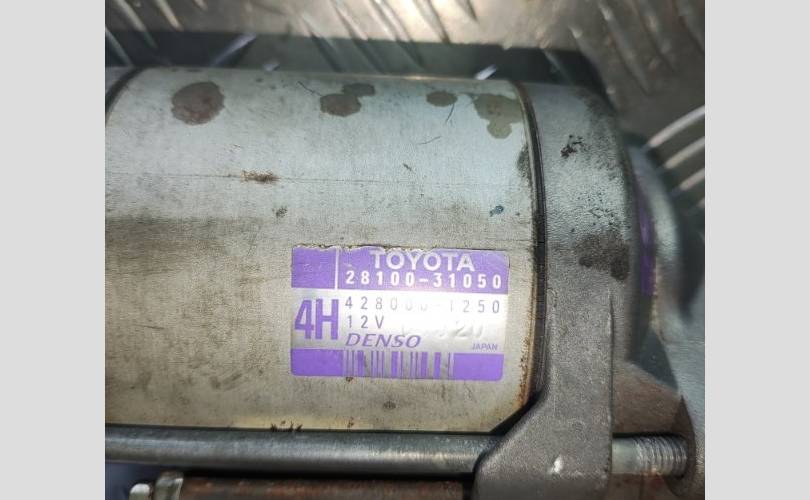 TOYOTA
28100-31050
4H
428000-1250
12V
DENSO
JAPAN